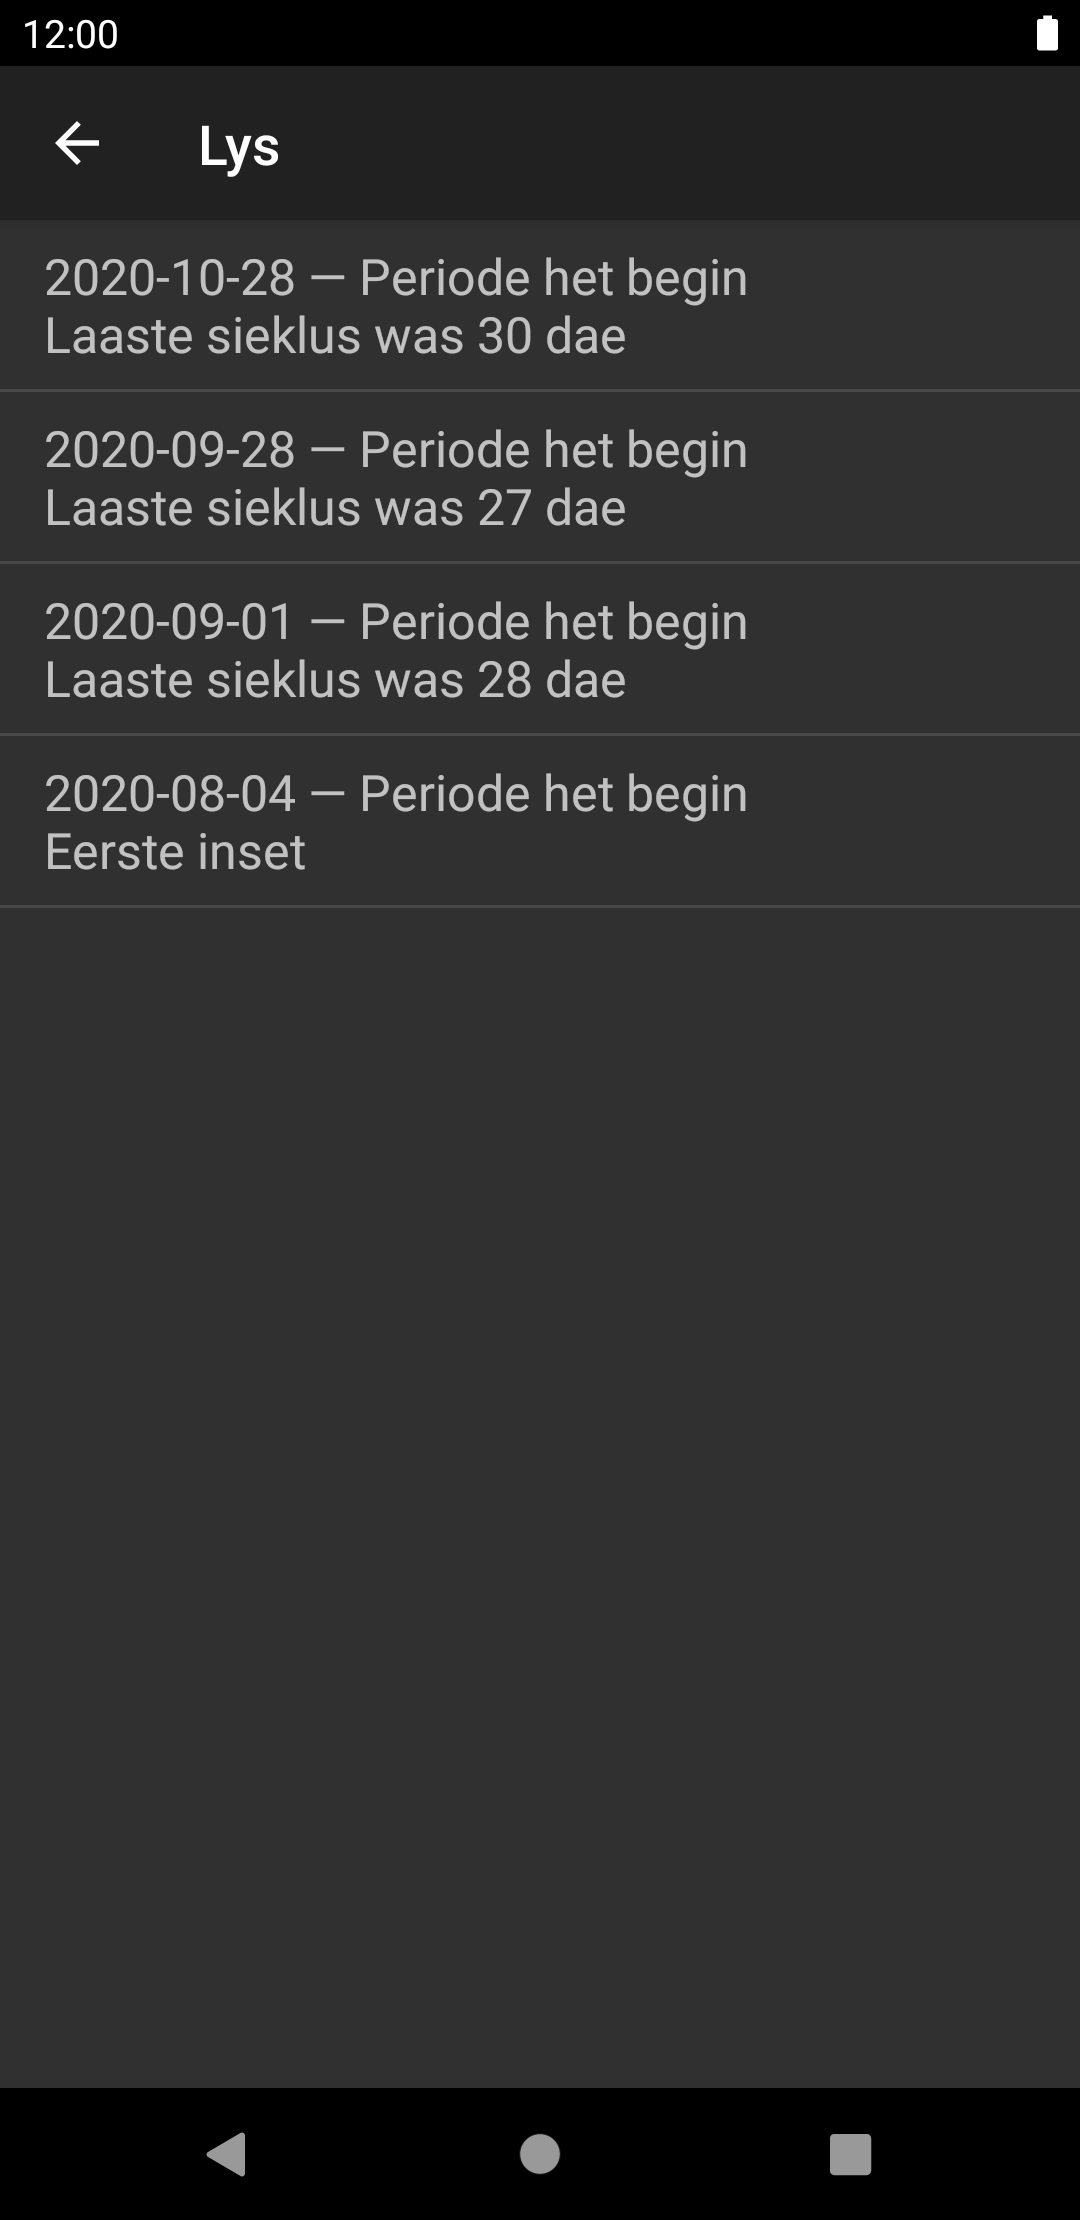 12:00
Lys
2020-10-28 — Periode het begin
Laaste sieklus was 30 dae
2020-09-28 — Periode het begin
Laaste sieklus was 27 dae
2020-09-01 — Periode het begin
Laaste sieklus was 28 dae
2020-08-04 — Periode het begin
Eerste inset